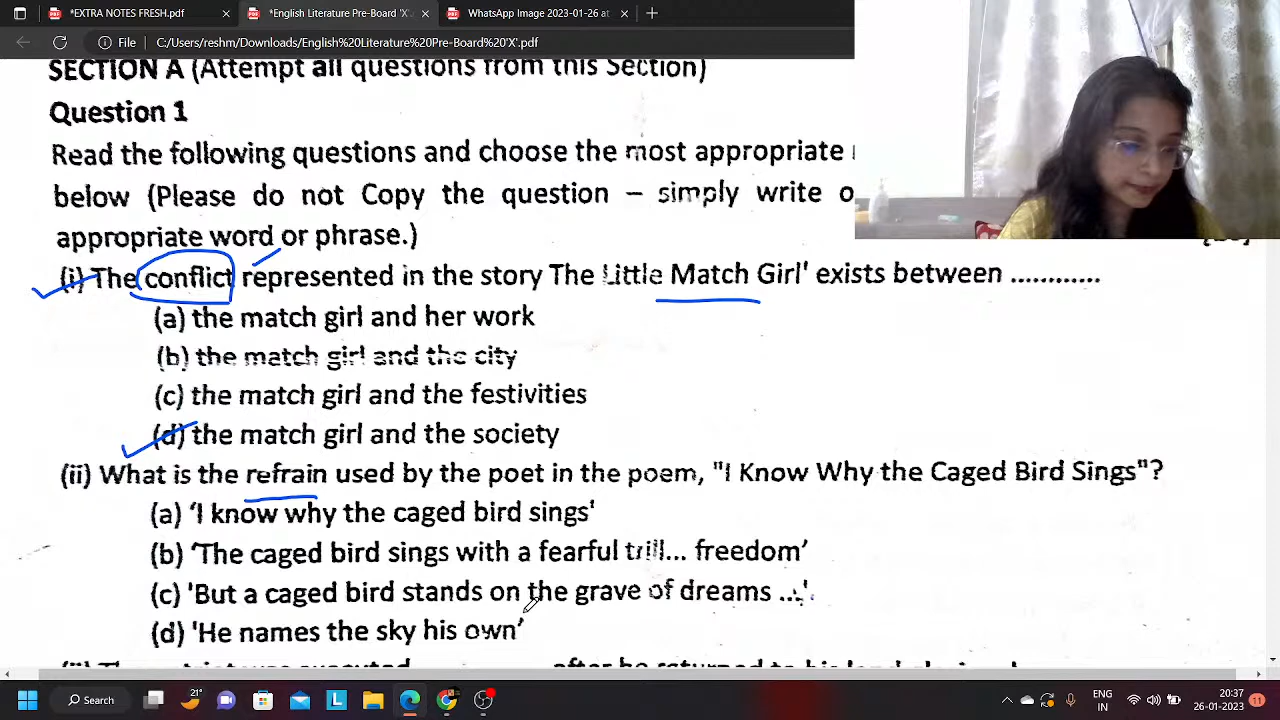 *EXTRA NOTES FRESH.pdf
*English Literature Pre-Board 'X'
WhatsApp Image 2023-01-26 at
File C:/Users/reshm/Downloads/English%20Literature%20Pre-Board%20'X'.pdf
SECTION A (Attempt all questions from this Section)
Question 1
Read the following questions and choose the most appropriate
below (Please do not Copy the question – simply write
appropriate word or phrase.)
(i) The conflict represented in the story The Little Match Girl' exists between ............
(a) the match girl and her work
(b) the match girl and the city
(c) the match girl and the festivities
(d) the match girl and the society
(ii) What is the refrain used by the poet in the poem, "I Know Why the Caged Bird Sings"?
(a) ‘I know why the caged bird sings'
(b) ‘The caged bird sings with a fearful trill... freedom’
(c) 'But a caged bird stands on the grave of dreams ...'
(d) 'He names the sky his own’
after he returned to his
Search
ENG
IN
20:37
26-01-2023
11